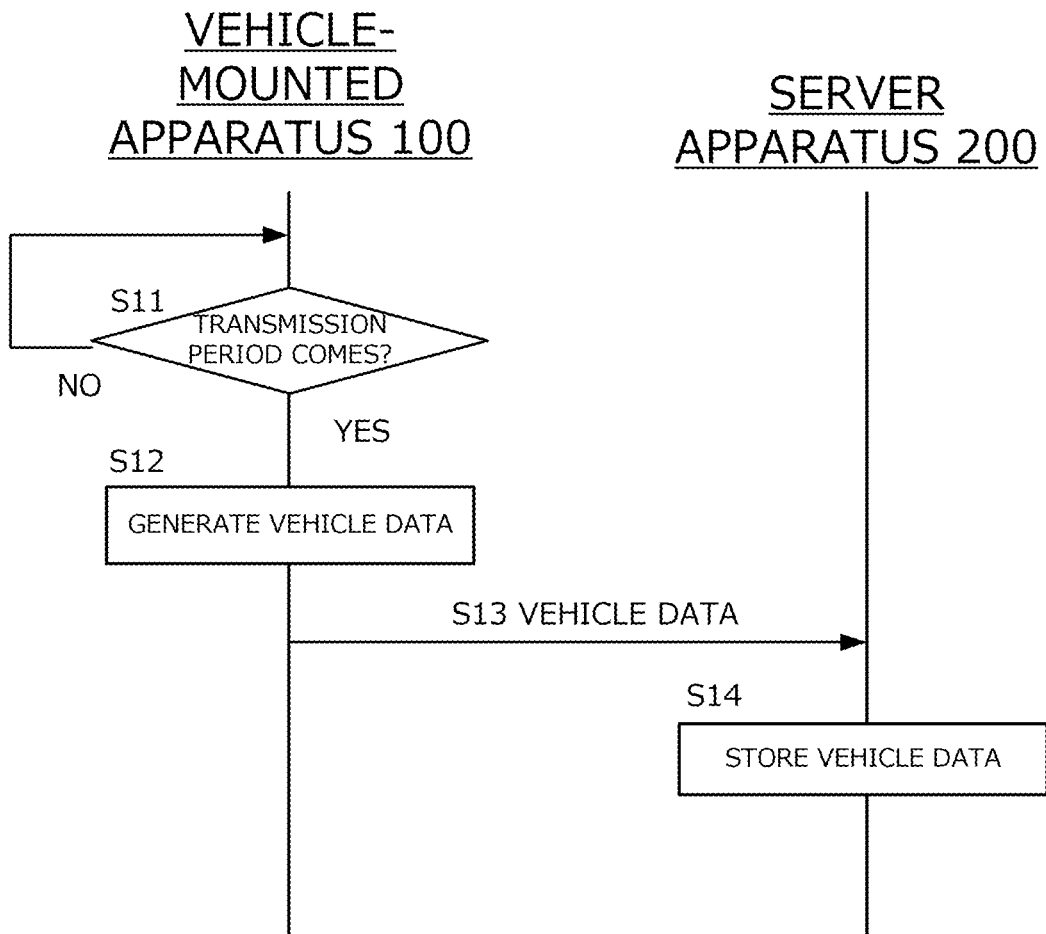 VEHICLE-
MOUNTED
APPARATUS 100
SERVER
APPARATUS 200
S11
TRANSMISSION
PERIOD COMES?
NO
YES
S12
GENERATE VEHICLE DATA
S13 VEHICLE DATA
S14
STORE VEHICLE DATA